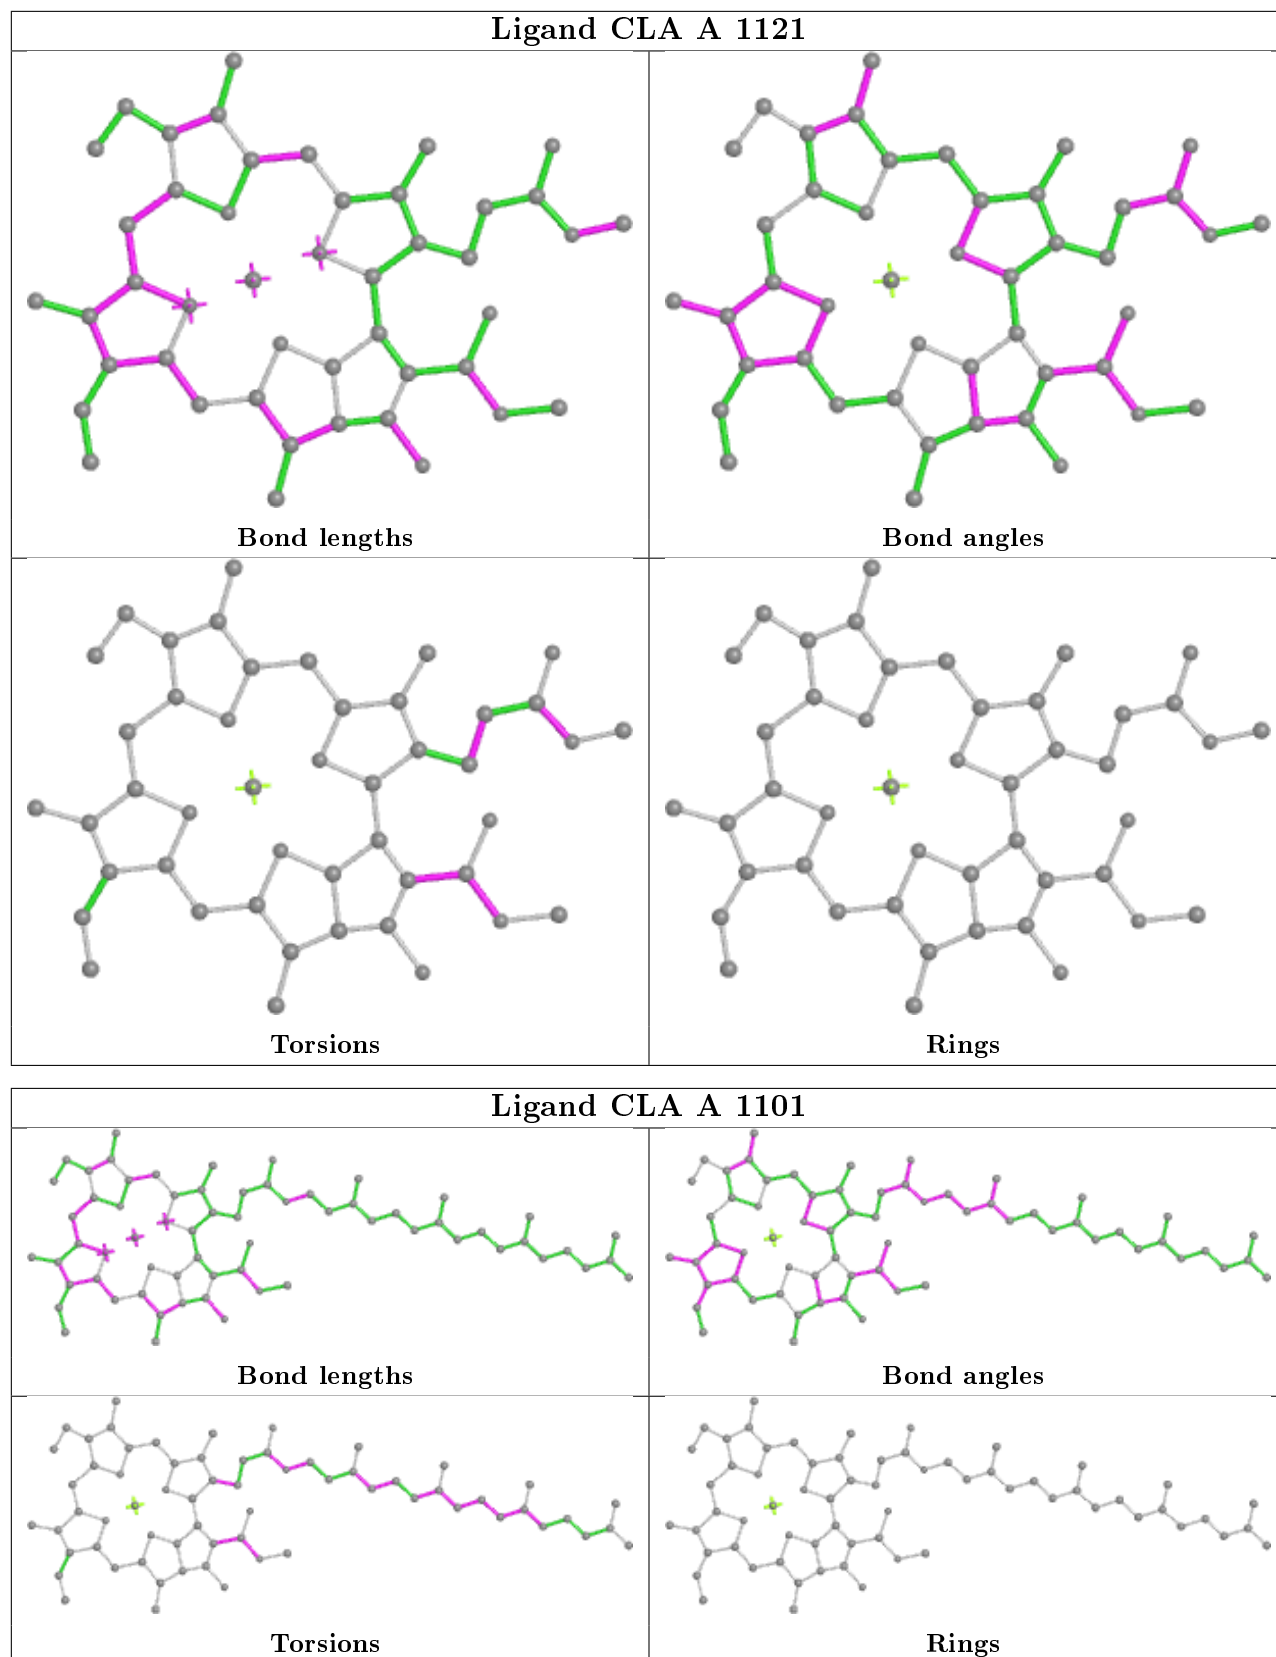 Ligand CLA A 1121
Bond lengths
Bond angles
Torsions
Rings
Ligand CLA A 1101
Bond lengths
Bond angles
Torsions
Rings